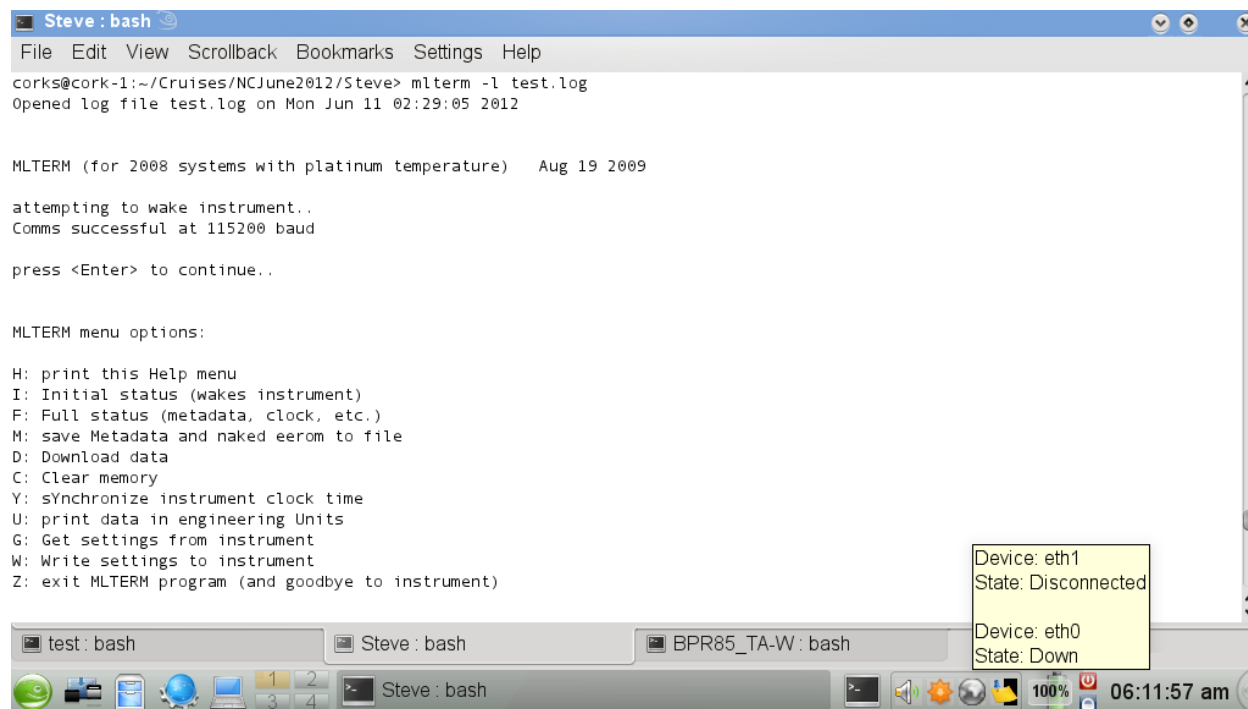 Steve : bash
File Edit View Scrollback Bookmarks Settings Help
corks@cork-1:~/Cruises/NCJune2012/Steve> mlterm -l test.log
Opened log file test.log on Mon Jun 11 02:29:05 2012
MLTERM (for 2008 systems with platinum temperature)   Aug 19 2009
attempting to wake instrument..
Comms successful at 115200 baud
press <Enter> to continue..
MLTERM menu options:
H: print this Help menu
I: Initial status (wakes instrument)
F: Full status (metadata, clock, etc.)
M: save Metadata and naked eerom to file
D: Download data
C: Clear memory
Y: sYnchronize instrument clock time
U: print data in engineering Units
G: Get settings from instrument
W: Write settings to instrument
Z: exit MLTERM program (and goodbye to instrument)
Device: eth1
State: Disconnected
Device: eth0
State: Down
test : bash
Steve : bash
BPR85_TA-W : bash
1 2
3 4
Steve : bash
100%
06:11:57 am